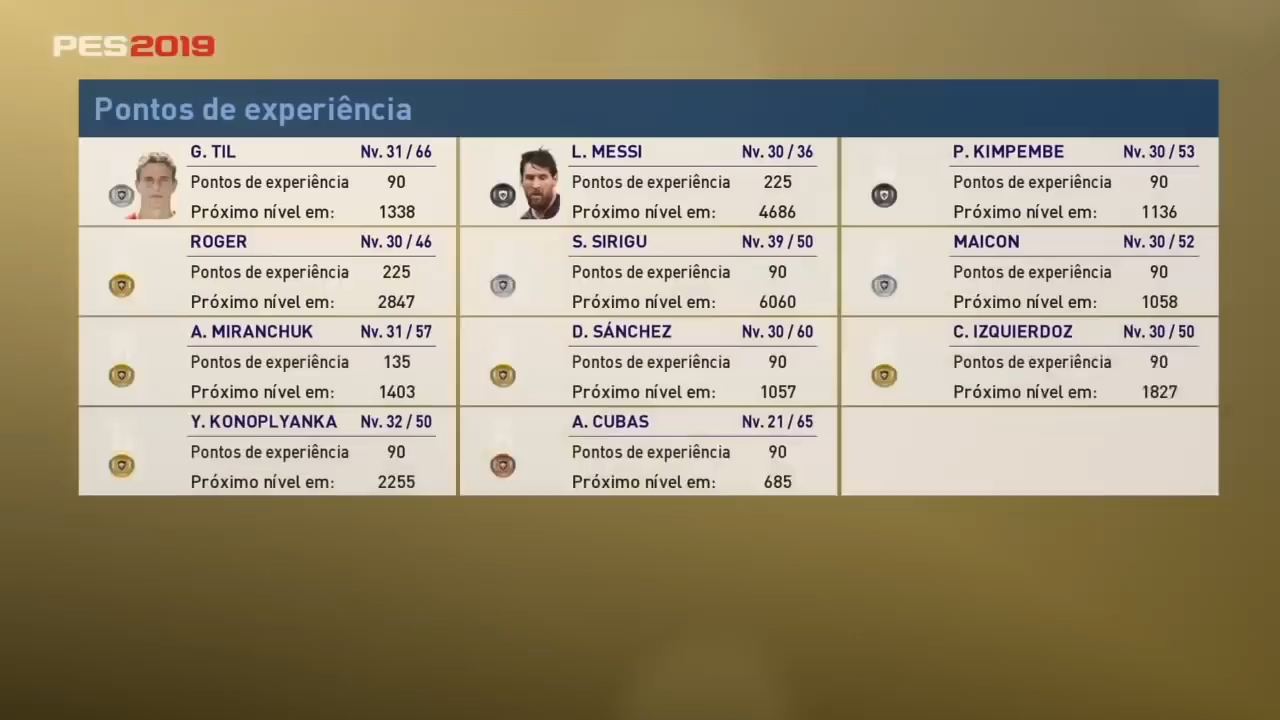 PES2019
Pontos de experiência
G. TIL Nv. 31 / 66
Pontos de experiência 90
Próximo nível em: 1338
L. MESSI Nv. 30 / 36
Pontos de experiência 225
Próximo nível em: 4686
P. KIMPEMBE Nv. 30 / 53
Pontos de experiência 90
Próximo nível em: 1136
ROGER Nv. 30 / 46
Pontos de experiência 225
Próximo nível em: 2847
S. SIRIGU Nv. 39 / 50
Pontos de experiência 90
Próximo nível em: 6060
MAICON Nv. 30 / 52
Pontos de experiência 90
Próximo nível em: 1058
A. MIRANCHUK Nv. 31 / 57
Pontos de experiência 135
Próximo nível em: 1403
D. SÁNCHEZ Nv. 30 / 60
Pontos de experiência 90
Próximo nível em: 1057
C. IZQUIERDOZ Nv. 30 / 50
Pontos de experiência 90
Próximo nível em: 1827
Y. KONOPLYANKA Nv. 32 / 50
Pontos de experiência 90
Próximo nível em: 2255
A. CUBAS Nv. 21 / 65
Pontos de experiência 90
Próximo nível em: 685